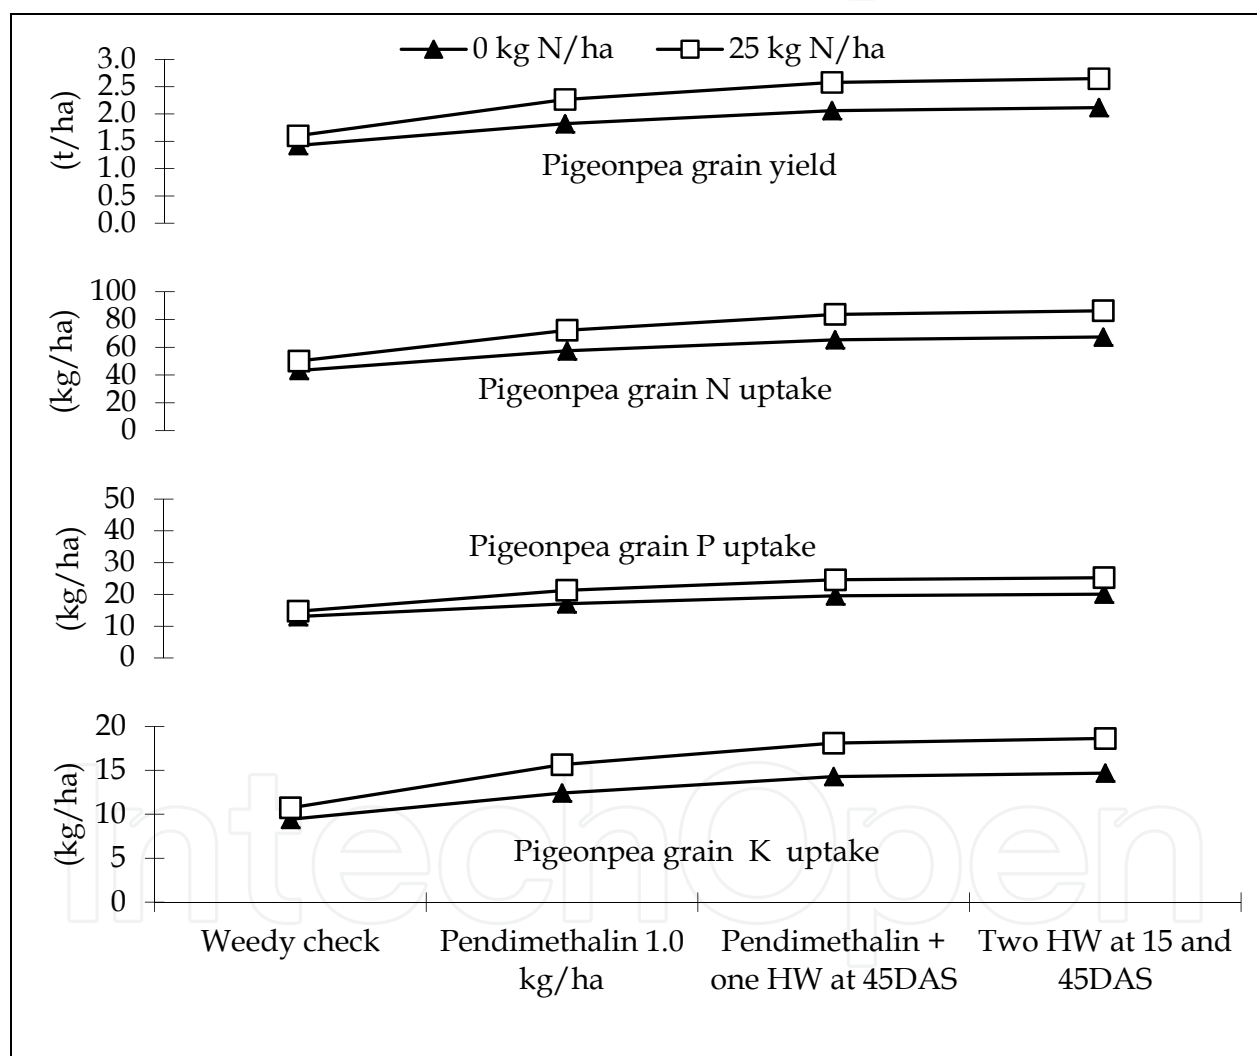 0 kg N/ha 25 kg N/ha
(t/ha)
3.0
2.5
2.0
1.5
1.0
0.5
0.0
Pigeonpea grain yield
(kg/ha)
100
80
60
40
20
0
Pigeonpea grain N uptake
(kg/ha)
50
40
30
20
10
0
Pigeonpea grain P uptake
(kg/ha)
20
15
10
5
0
Pigeonpea grain K uptake
IntechOpen
Weedy check
Pendimethalin 1.0
kg/ha
Pendimethalin +
one HW at 45DAS
Two HW at 15 and
45DAS